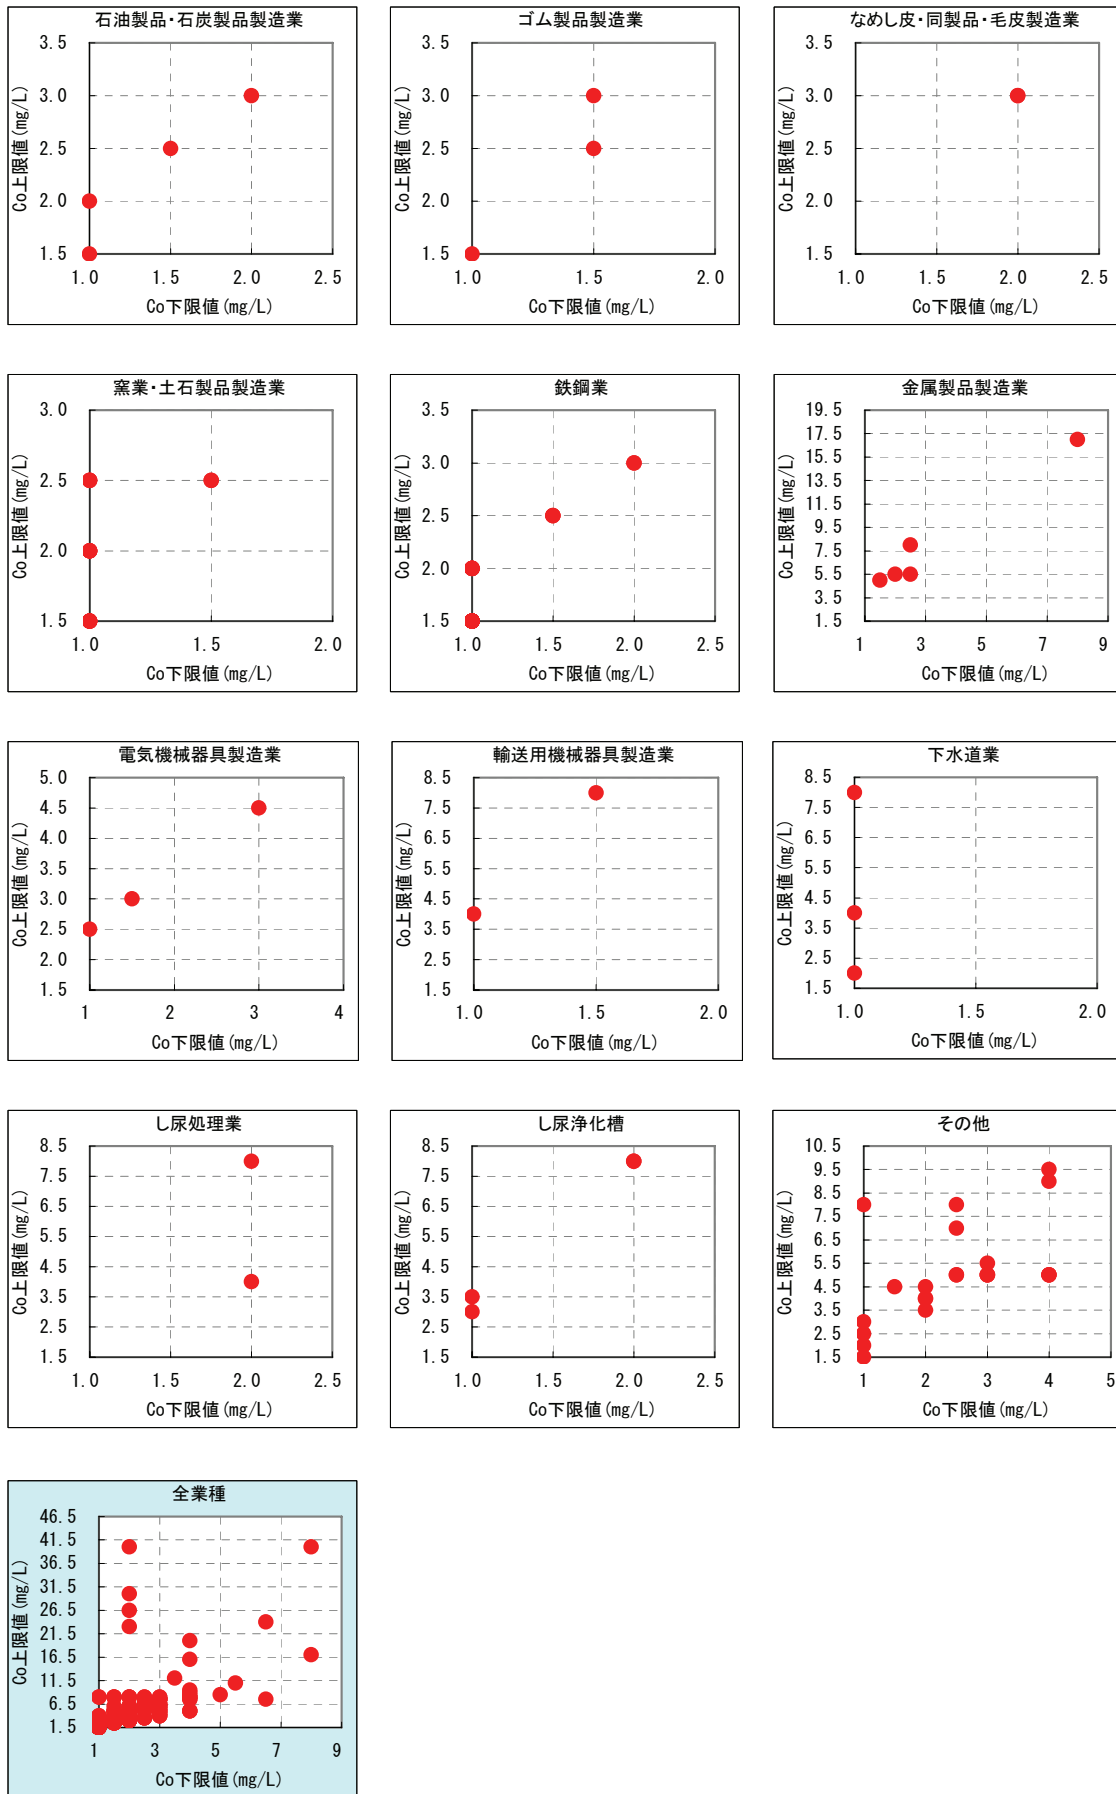 石油製品・石炭製品製造業
Co上限値(mg/L)
3.5
3.0
2.5
2.0
1.5
1.0 1.5 2.0 2.5
Co下限値(mg/L)
ゴム製品製造業
Co上限値(mg/L)
3.5
3.0
2.5
2.0
1.5
1.0 1.5 2.0
Co下限値(mg/L)
なめし皮・同製品・毛皮製造業
Co上限値(mg/L)
3.5
3.0
2.5
2.0
1.5
1.0 1.5 2.0 2.5
Co下限値(mg/L)
窯業・土石製品製造業
Co上限値(mg/L)
3.0
2.5
2.0
1.5
1.0 1.5 2.0
Co下限値(mg/L)
鉄鋼業
Co上限値(mg/L)
3.5
3.0
2.5
2.0
1.5
1.0 1.5 2.0 2.5
Co下限値(mg/L)
金属製品製造業
Co上限値(mg/L)
19.5
17.5
15.5
13.5
11.5
9.5
7.5
5.5
3.5
1.5
1 3 5 7 9
Co下限値(mg/L)
電気機械器具製造業
Co上限値(mg/L)
5.0
4.5
4.0
3.5
3.0
2.5
2.0
1.5
1 2 3 4
Co下限値(mg/L)
輸送用機械器具製造業
Co上限値(mg/L)
8.5
7.5
6.5
5.5
4.5
3.5
2.5
1.5
1.0 1.5 2.0
Co下限値(mg/L)
下水道業
Co上限値(mg/L)
8.5
7.5
6.5
5.5
4.5
3.5
2.5
1.5
1.0 1.5 2.0
Co下限値(mg/L)
し尿処理業
Co上限値(mg/L)
8.5
7.5
6.5
5.5
4.5
3.5
2.5
1.5
1.0 1.5 2.0 2.5
Co下限値(mg/L)
し尿浄化槽
Co上限値(mg/L)
8.5
7.5
6.5
5.5
4.5
3.5
2.5
1.5
1.0 1.5 2.0 2.5
Co下限値(mg/L)
その他
Co上限値(mg/L)
10.5
9.5
8.5
7.5
6.5
5.5
4.5
3.5
2.5
1.5
1 2 3 4 5
Co下限値(mg/L)
全業種
Co上限値(mg/L)
46.5
41.5
36.5
31.5
26.5
21.5
16.5
11.5
6.5
1.5
1 3 5 7 9
Co下限値(mg/L)